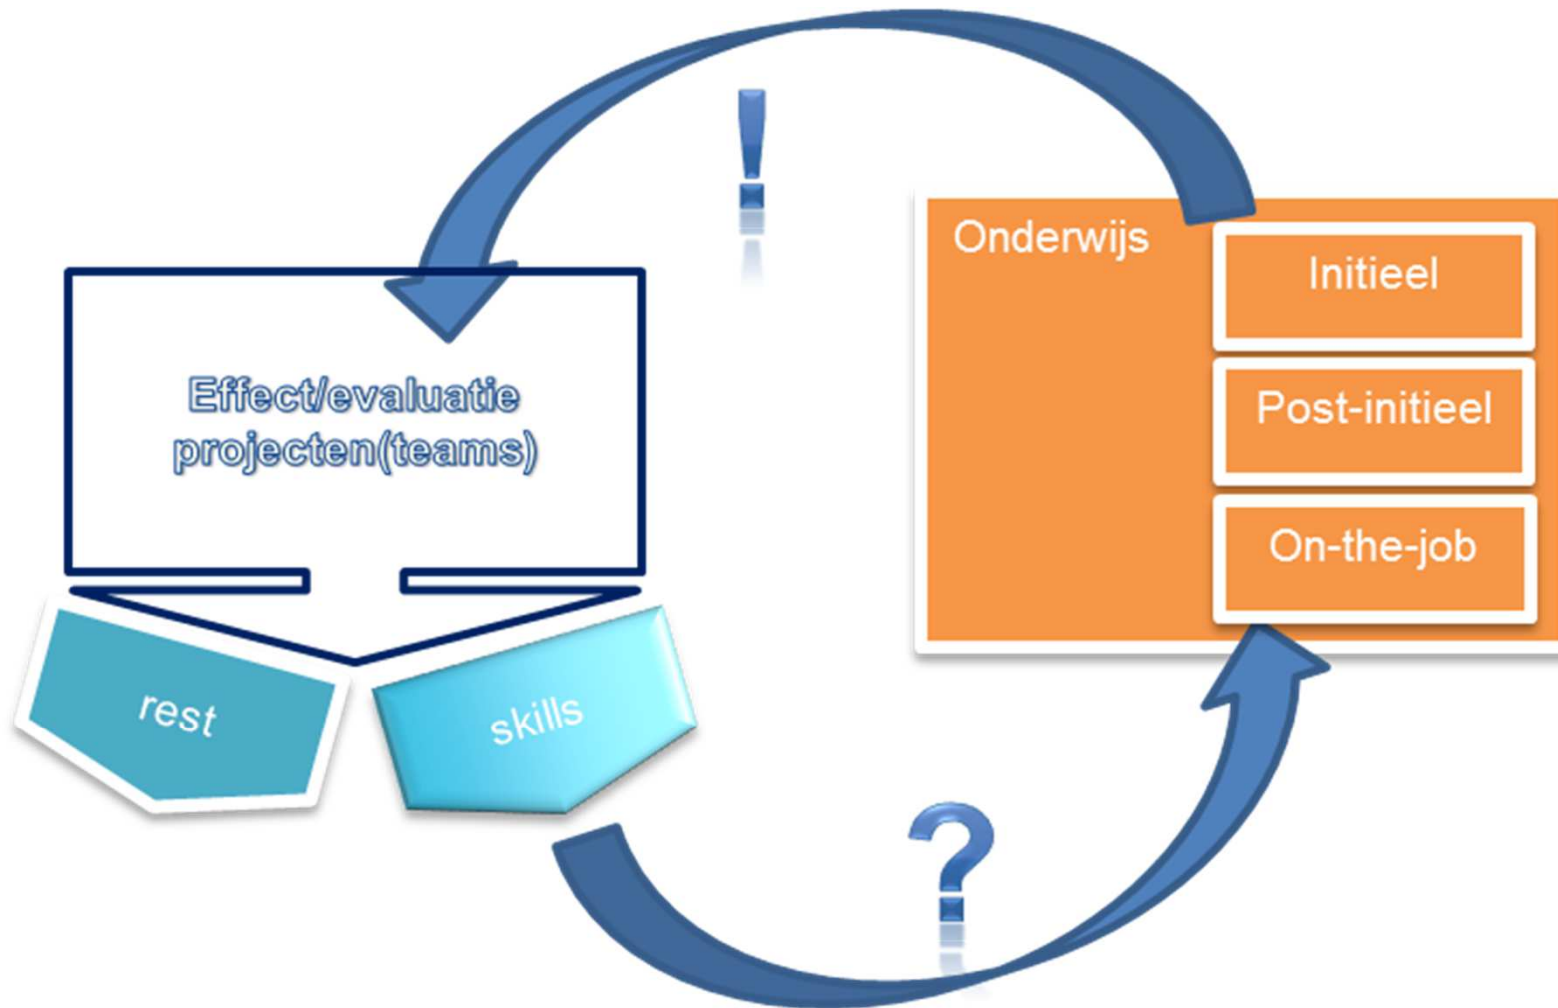 !
Onderwijs
Initieel
Post-initieel
On-the-job
Effect/evaluatie
projecten(teams)
rest
skills
?